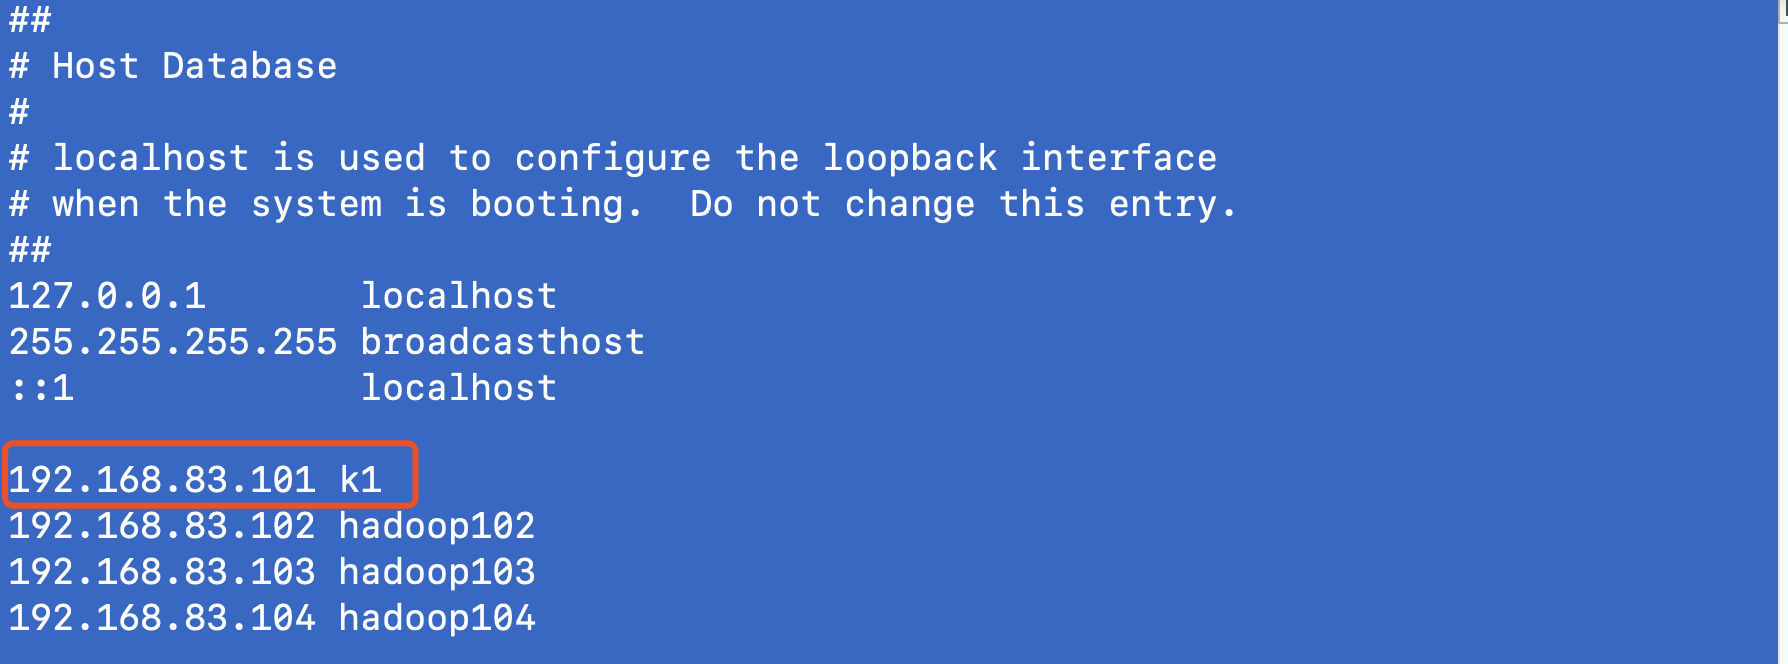 ##
# Host Database
#
# localhost is used to configure the loopback interface
# when the system is booting.  Do not change this entry.
##
127.0.0.1       localhost
255.255.255.255 broadcasthost
::1             localhost
192.168.83.101 k1
192.168.83.102 hadoop102
192.168.83.103 hadoop103
192.168.83.104 hadoop104